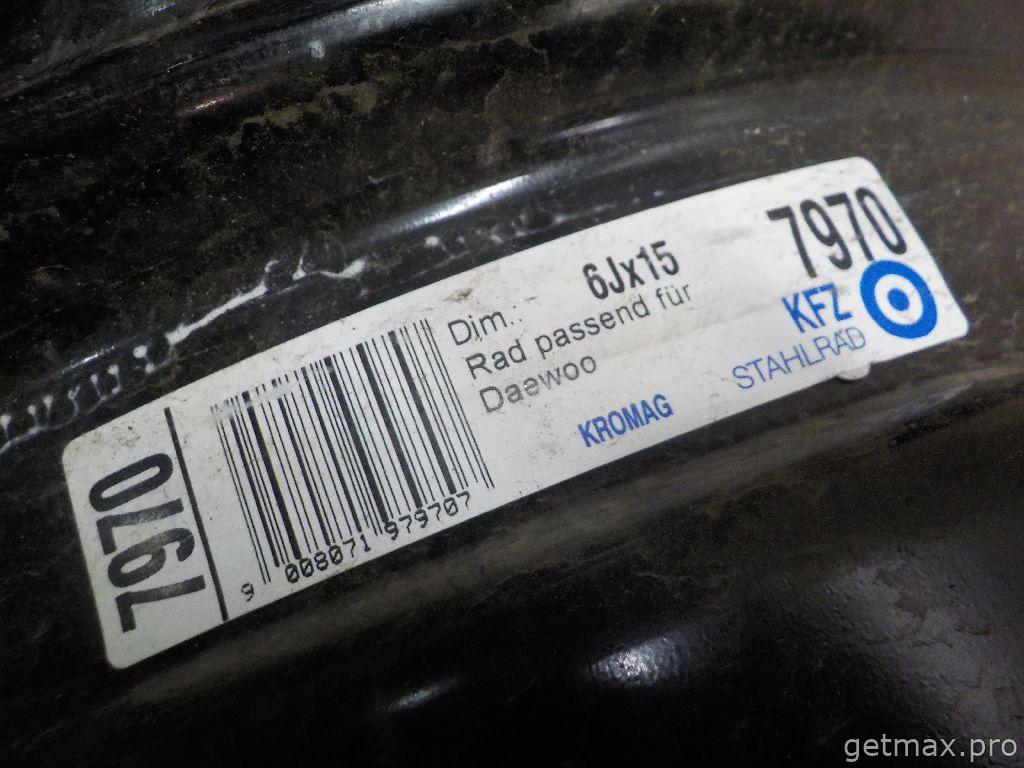 7970
9 008071 979707
Dim.: 6Jx15
Rad passend für
Daewoo
KROMAG
7970
KFZ
STAHLRAD
getmax.pro